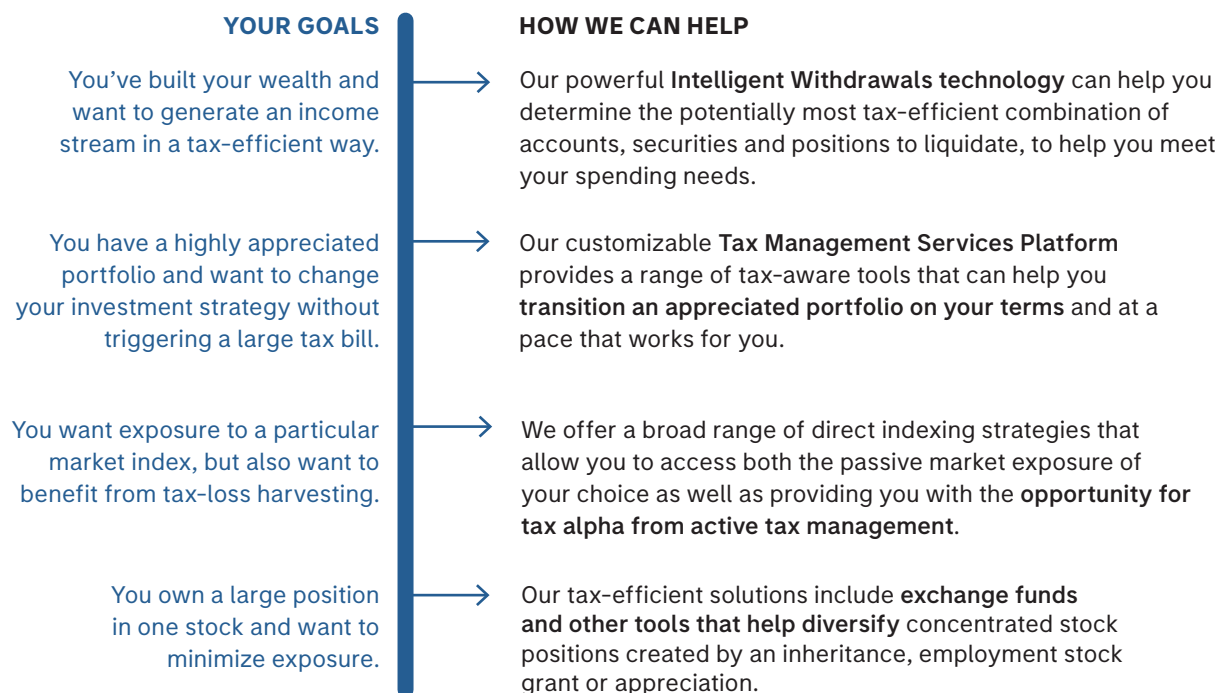 YOUR GOALS
HOW WE CAN HELP
You’ve built your wealth and
want to generate an income
stream in a tax-efficient way.
Our powerful Intelligent Withdrawals technology can help you
determine the potentially most tax-efficient combination of
accounts, securities and positions to liquidate, to help you meet
your spending needs.
You have a highly appreciated
portfolio and want to change
your investment strategy without
triggering a large tax bill.
Our customizable Tax Management Services Platform
provides a range of tax-aware tools that can help you
transition an appreciated portfolio on your terms and at a
pace that works for you.
You want exposure to a particular
market index, but also want to
benefit from tax-loss harvesting.
We offer a broad range of direct indexing strategies that
allow you to access both the passive market exposure of
your choice as well as providing you with the opportunity for
tax alpha from active tax management.
You own a large position
in one stock and want to
minimize exposure.
Our tax-efficient solutions include exchange funds
and other tools that help diversify concentrated stock
positions created by an inheritance, employment stock
grant or appreciation.